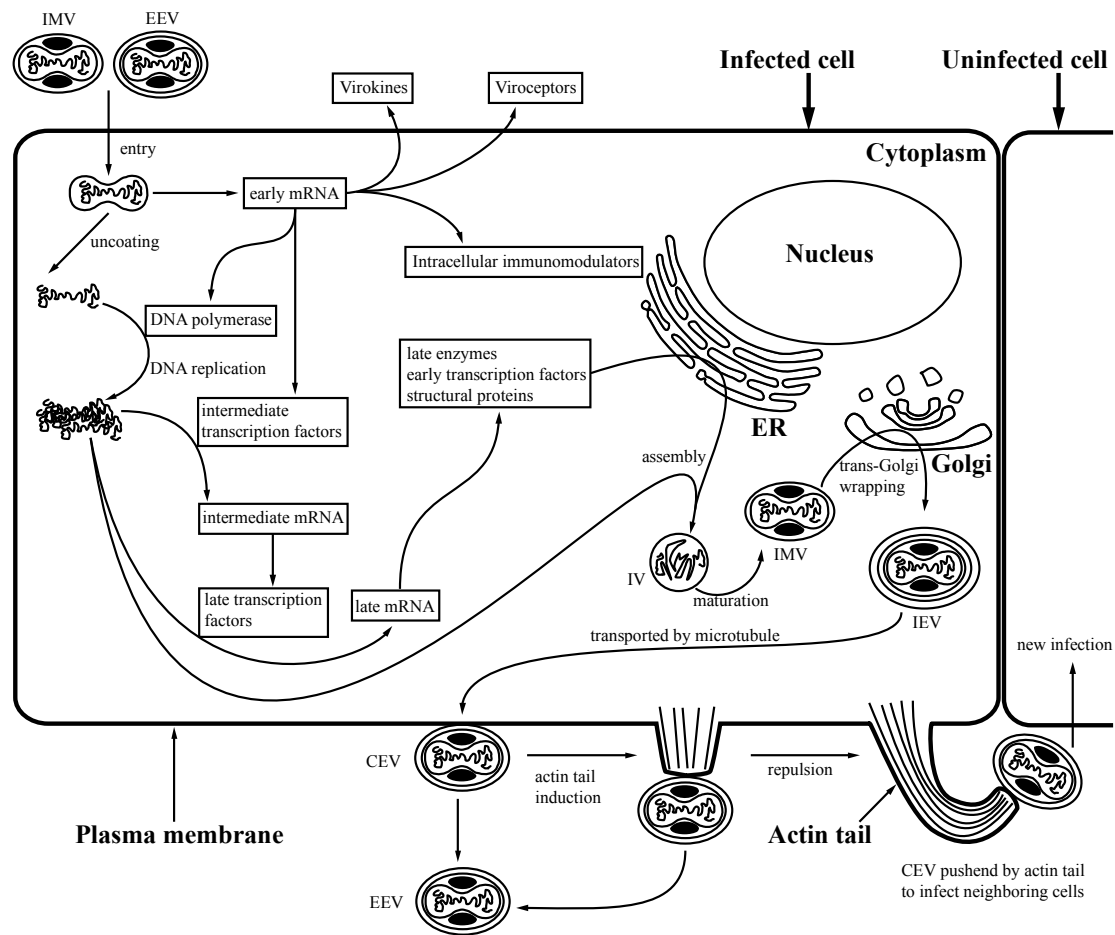 IMV
EEV
Infected cell
Uninfected cell
Virokines
Viroceptors
entry
Cytoplasm
early mRNA
uncoating
Intracellular immunomodulators
Nucleus
DNA polymerase
DNA replication
late enzymes
early transcription factors
structural proteins
intermediate
transcription factors
ER
Golgi
assembly
trans-Golgi
wrapping
intermediate mRNA
IMV
IV
maturation
late transcription
factors
late mRNA
IEV
transported by microtubule
new infection
CEV
actin tail
induction
repulsion
Plasma membrane
Actin tail
CEV pushend by actin tail
to infect neighboring cells
EEV